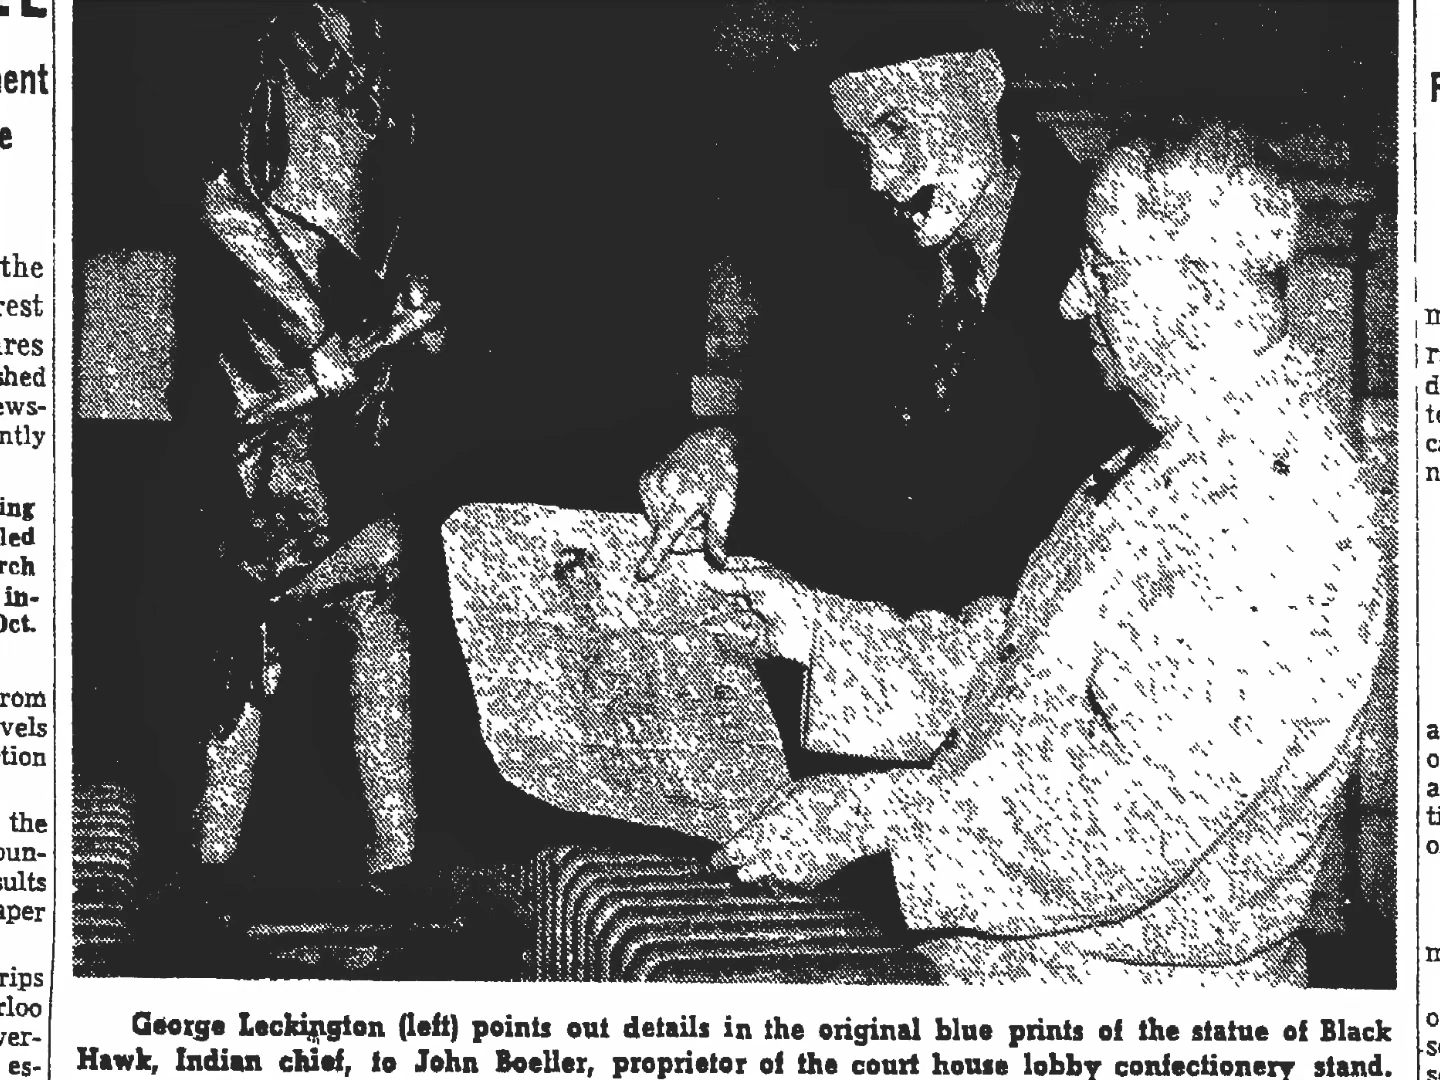 ment
e
the
rest
ures
shed
ews-
ntly
ing
led
rch
in-
Oct.
rom
vels
tion
the
oun-
sults
aper
rips
rloo
ver-
es-
George Leckington (left) points out details in the original blue prints of the statue of Black
Hawk, Indian chief, to John Boeller, proprietor of the court house lobby confectionery stand.